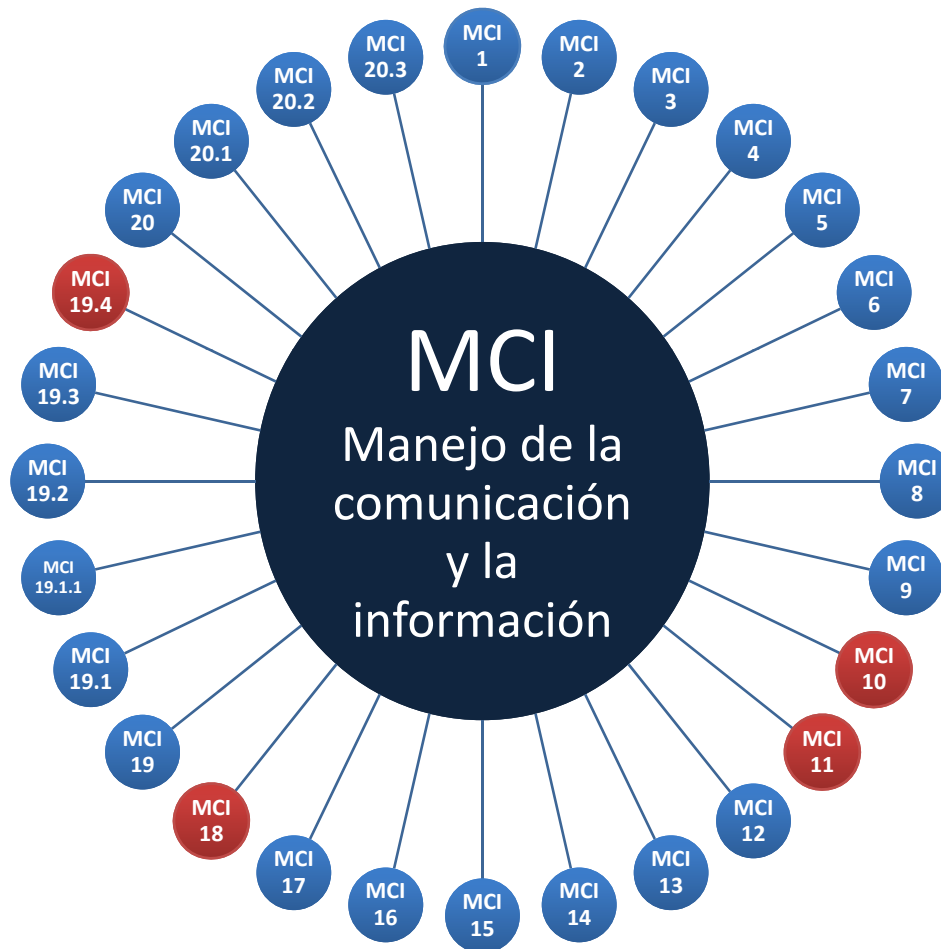 MCI
Manejo de la
comunicación
y la
información
MCI
1
MCI
2
MCI
3
MCI
4
MCI
5
MCI
6
MCI
7
MCI
8
MCI
9
MCI
10
MCI
11
MCI
12
MCI
13
MCI
14
MCI
15
MCI
16
MCI
17
MCI
18
MCI
19
MCI
19.1
MCI
19.1.1
MCI
19.2
MCI
19.3
MCI
19.4
MCI
20
MCI
20.1
MCI
20.2
MCI
20.3